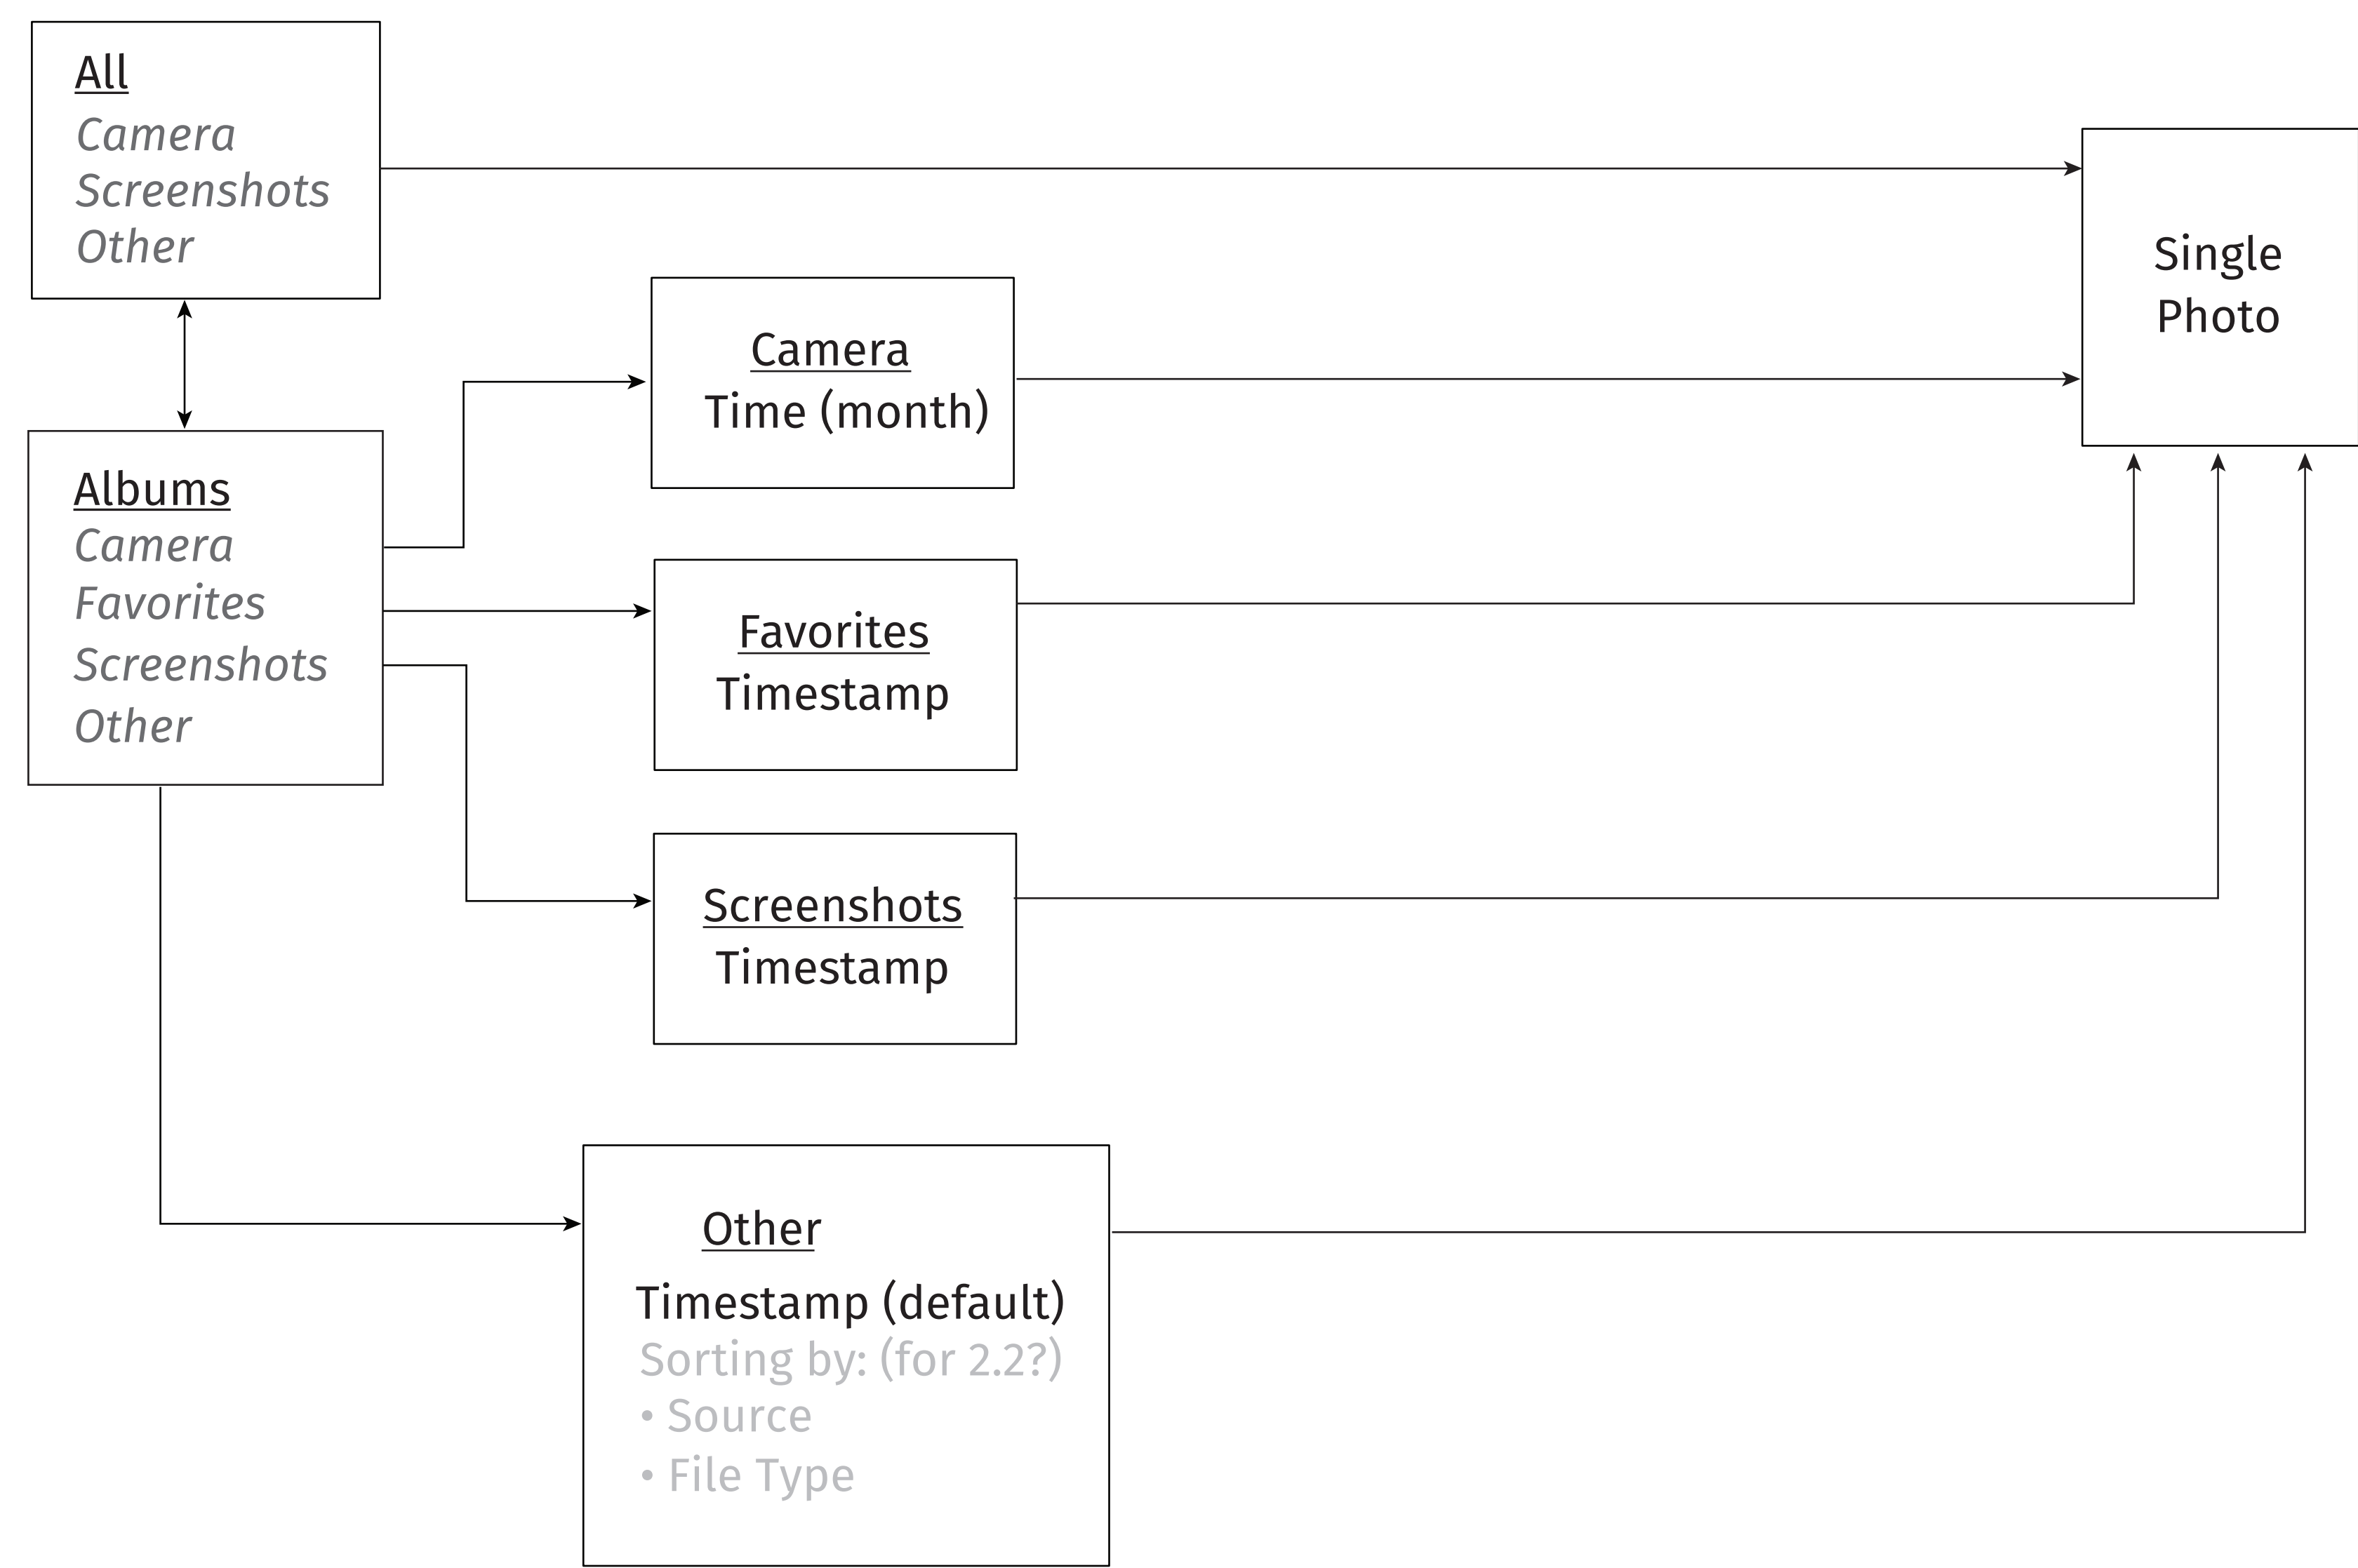 All
Camera
Screenshots
Other
Single
Photo
Camera
Time (month)
Albums
Camera
Favorites
Screenshots
Other
Favorites
Timestamp
Screenshots
Timestamp
Other
Timestamp (default)
Sorting by: (for 2.2?)
• Source
• File Type